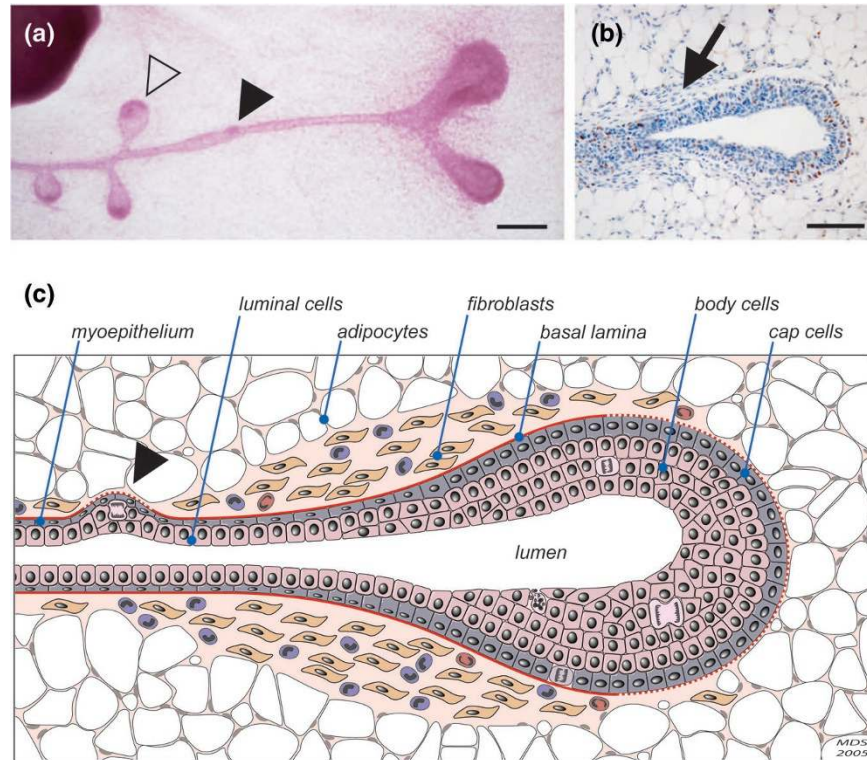 (a)
(b)
(c)
luminal cells
fibroblasts
body cells
myoepithelium
adipocytes
basal lamina
cap cells
lumen
MDS
2005